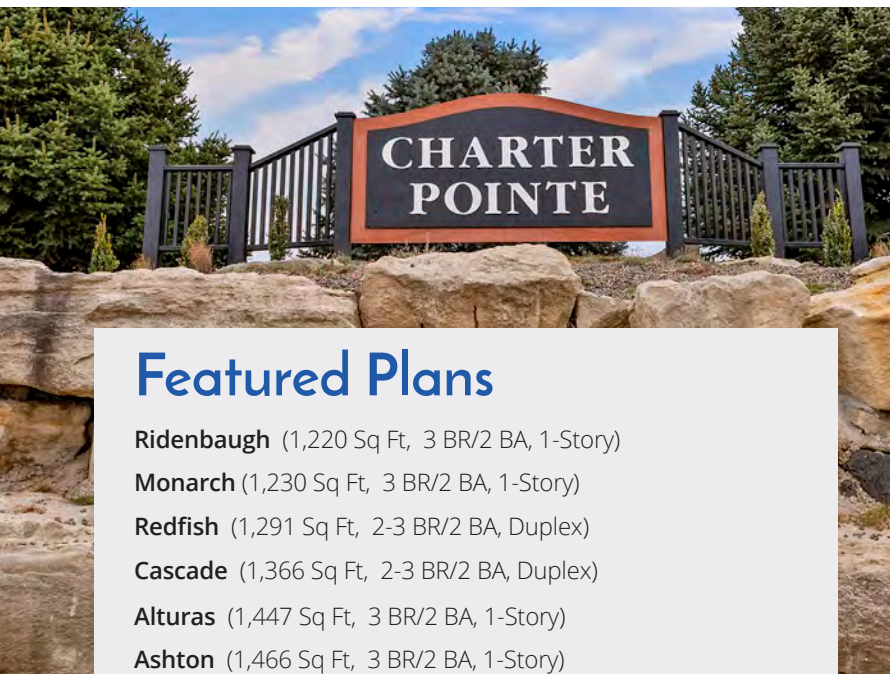 CHARTER
POINTE
Featured Plans
Ridenbaugh (1,220 Sq Ft, 3 BR/2 BA, 1-Story)
Monarch (1,230 Sq Ft, 3 BR/2 BA, 1-Story)
Redfish (1,291 Sq Ft, 2-3 BR/2 BA, Duplex)
Cascade (1,366 Sq Ft, 2-3 BR/2 BA, Duplex)
Alturas (1,447 Sq Ft, 3 BR/2 BA, 1-Story)
Ashton (1,466 Sq Ft, 3 BR/2 BA, 1-Story)